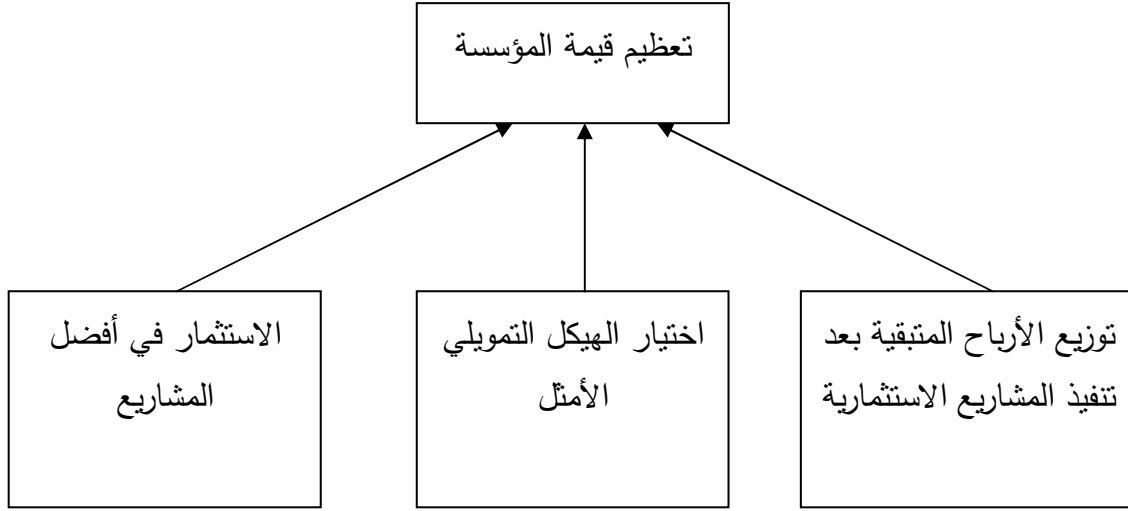 تعظيم قيمة المؤسسة
توزيع الأرباح المتبقية بعد
تنفيذ المشاريع الاستثمارية
اختيار الهيكل التمويلي
الأمثل
الاستثمار في أفضل
المشاريع